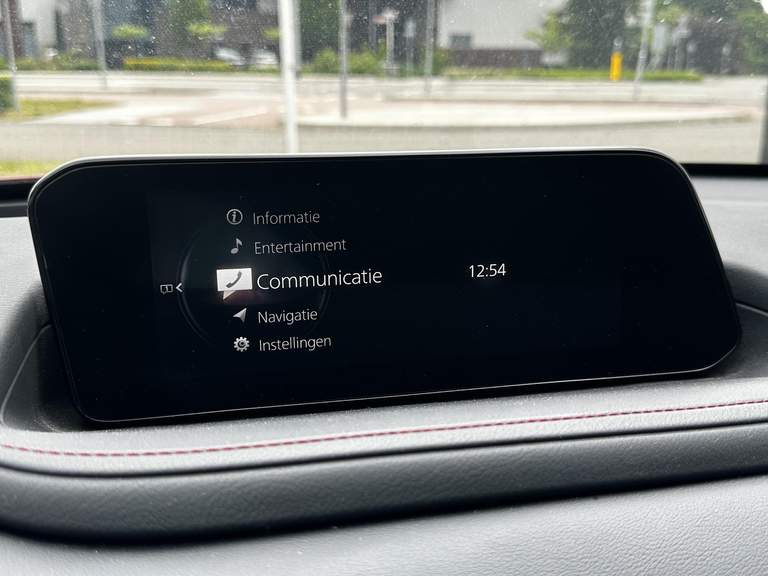 Informatie
Entertainment
Communicatie
12:54
Navigatie
Instellingen